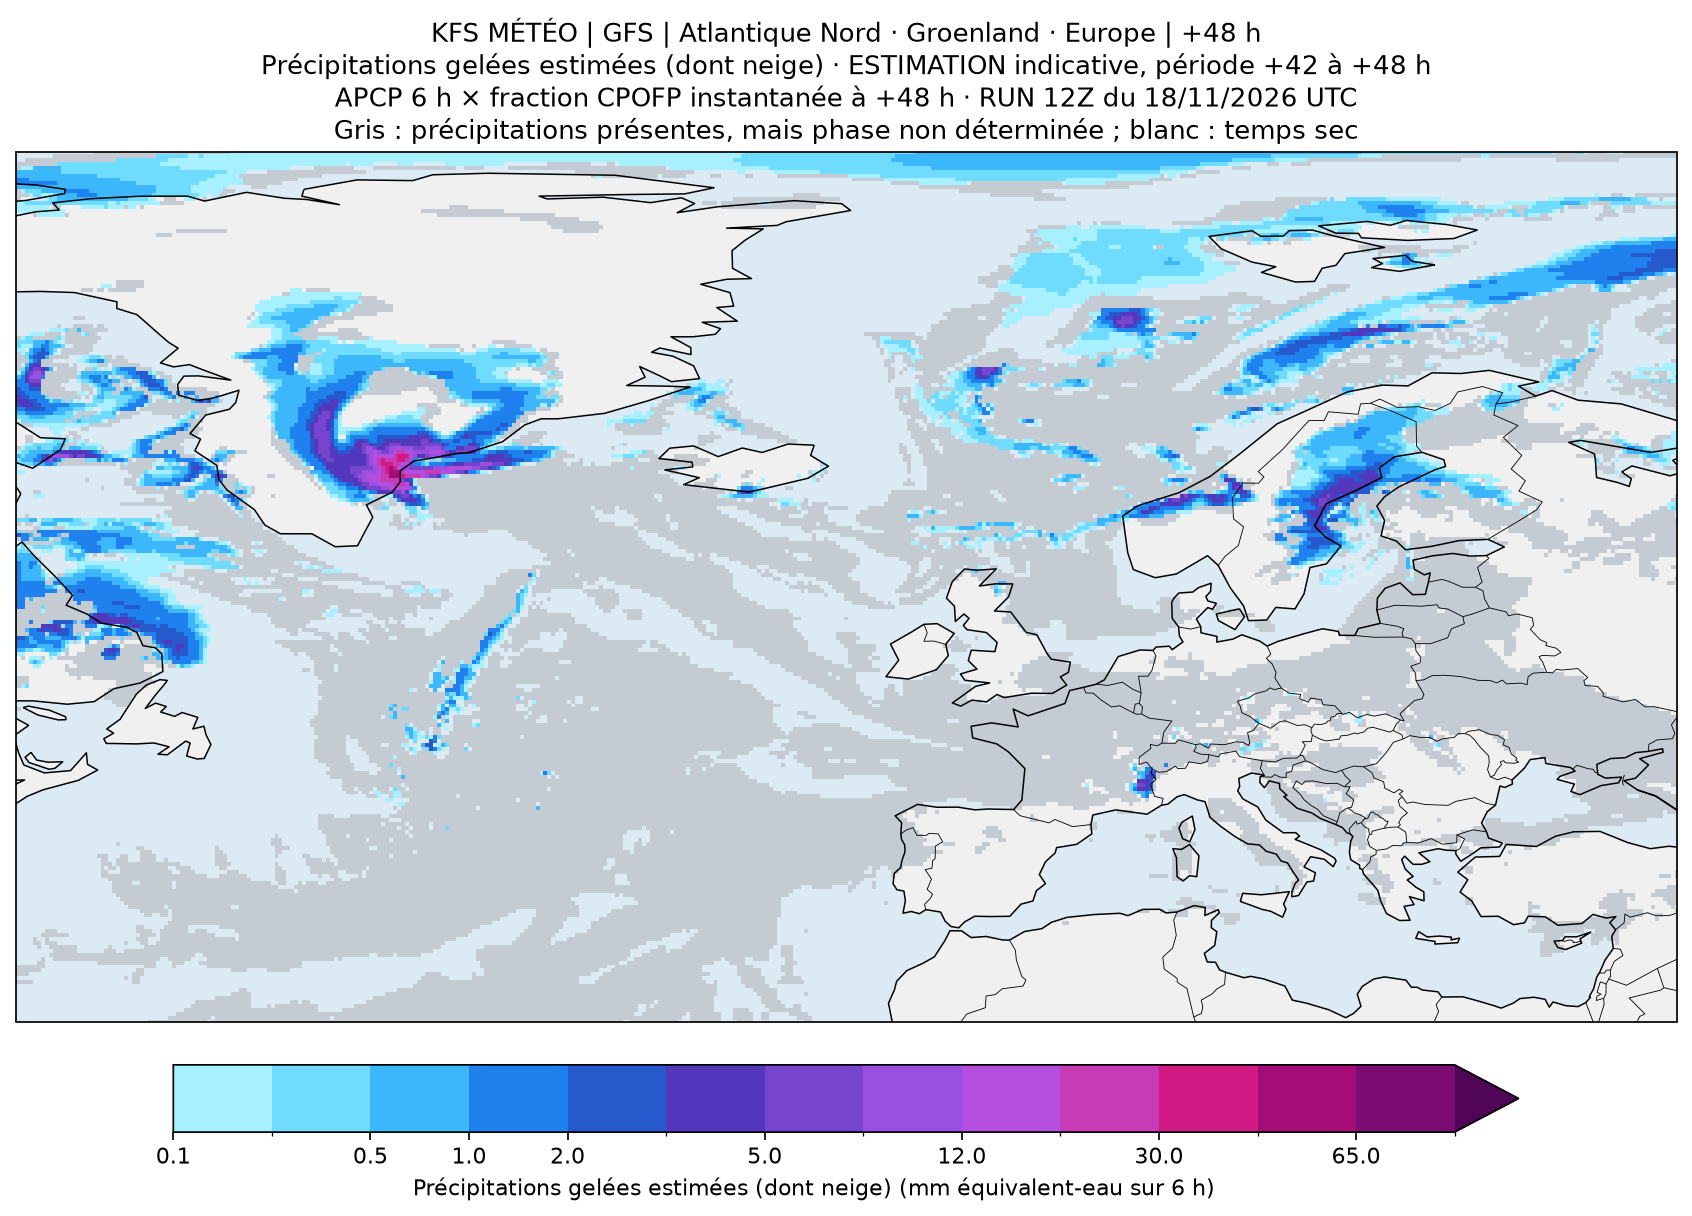 KFS MÉTÉO | GFS | Atlantique Nord · Groenland · Europe | +48 h
Précipitations gelées estimées (dont neige) · ESTIMATION indicative, période +42 à +48 h
APCP 6 h × fraction CPOFP instantanée à +48 h · RUN 12Z du 18/11/2026 UTC
Gris : précipitations présentes, mais phase non déterminée ; blanc : temps sec
0.1 0.5 1.0 2.0 5.0 12.0 30.0 65.0
Précipitations gelées estimées (dont neige) (mm équivalent-eau sur 6 h)